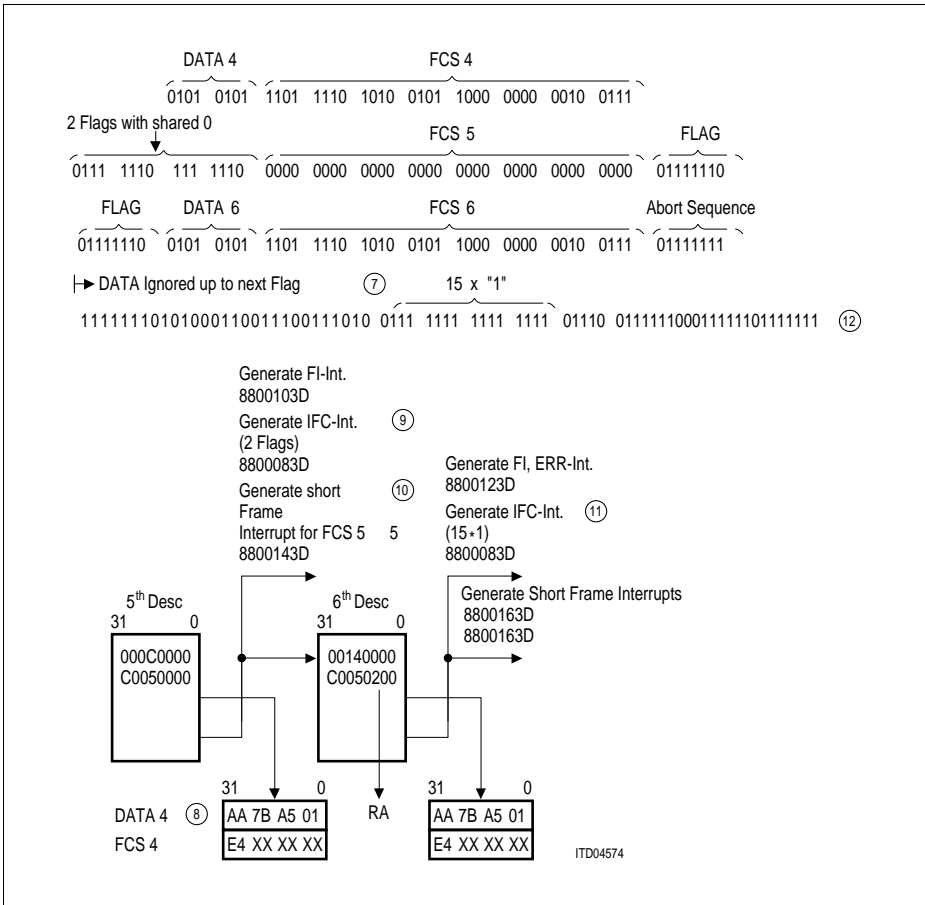 DATA 4 FCS 4
0101 0101 1101 1110 1010 0101 1000 0000 0010 0111
2 Flags with shared 0
FCS 5 FLAG
0111 1110 111 1110 0000 0000 0000 0000 0000 0000 0000 0000 01111110
FLAG DATA 6 FCS 6 Abort Sequence
01111110 0101 0101 1101 1110 1010 0101 1000 0000 0010 0111 01111111
DATA Ignored up to next Flag 7 15 x "1"
1111111010100011001110011101 0 0111 1111 1111 1111 01110 0111111100011111101111111 12
Generate FI-Int.
8800103D
Generate IFC-Int. 9
(2 Flags)
8800083D
Generate short 10
Frame
Interrupt for FCS 5 5
8800143D
Generate FI, ERR-Int.
8800123D
Generate IFC-Int. 11
(15*1)
8800083D
Generate Short Frame Interrupts
8800163D
8800163D
5th Desc
31 0
000C0000
C0050000
6th Desc
31 0
00140000
C0050200
31 0
DATA 4 8 AA 7B A5 01
FCS 4 E4 XX XX XX
RA
31 0
AA 7B A5 01
E4 XX XX XX
ITD04574